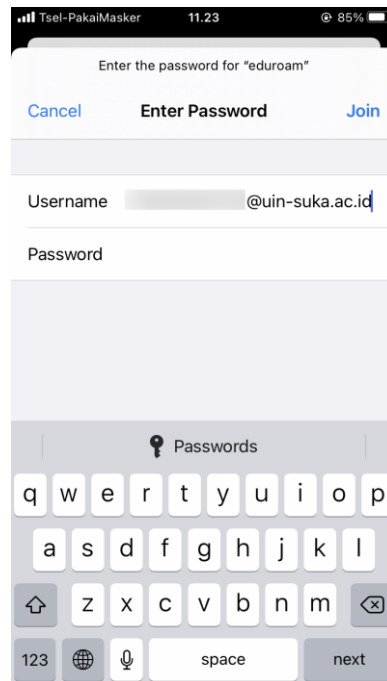 Tsel-PakaiMasker 11.23 85%
Enter the password for “eduroam”
Cancel Enter Password Join
Username @uin-suka.ac.id
Password
Passwords
q w e r t y u i o p
a s d f g h j k l
z x c v b n m
123 space next